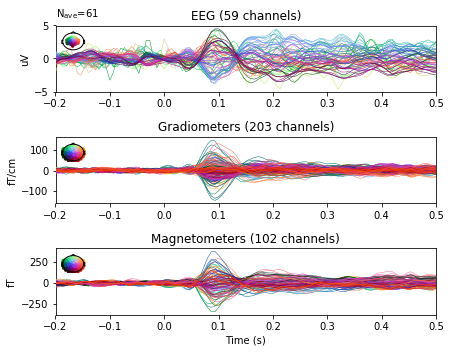 N_ave=61
EEG (59 channels)
5
0
−5
uV
−0.2 −0.1 0.0 0.1 0.2 0.3 0.4 0.5
Gradiometers (203 channels)
100
0
−100
fT/cm
−0.2 −0.1 0.0 0.1 0.2 0.3 0.4 0.5
Magnetometers (102 channels)
250
0
−250
fT
−0.2 −0.1 0.0 0.1 0.2 0.3 0.4 0.5
Time (s)